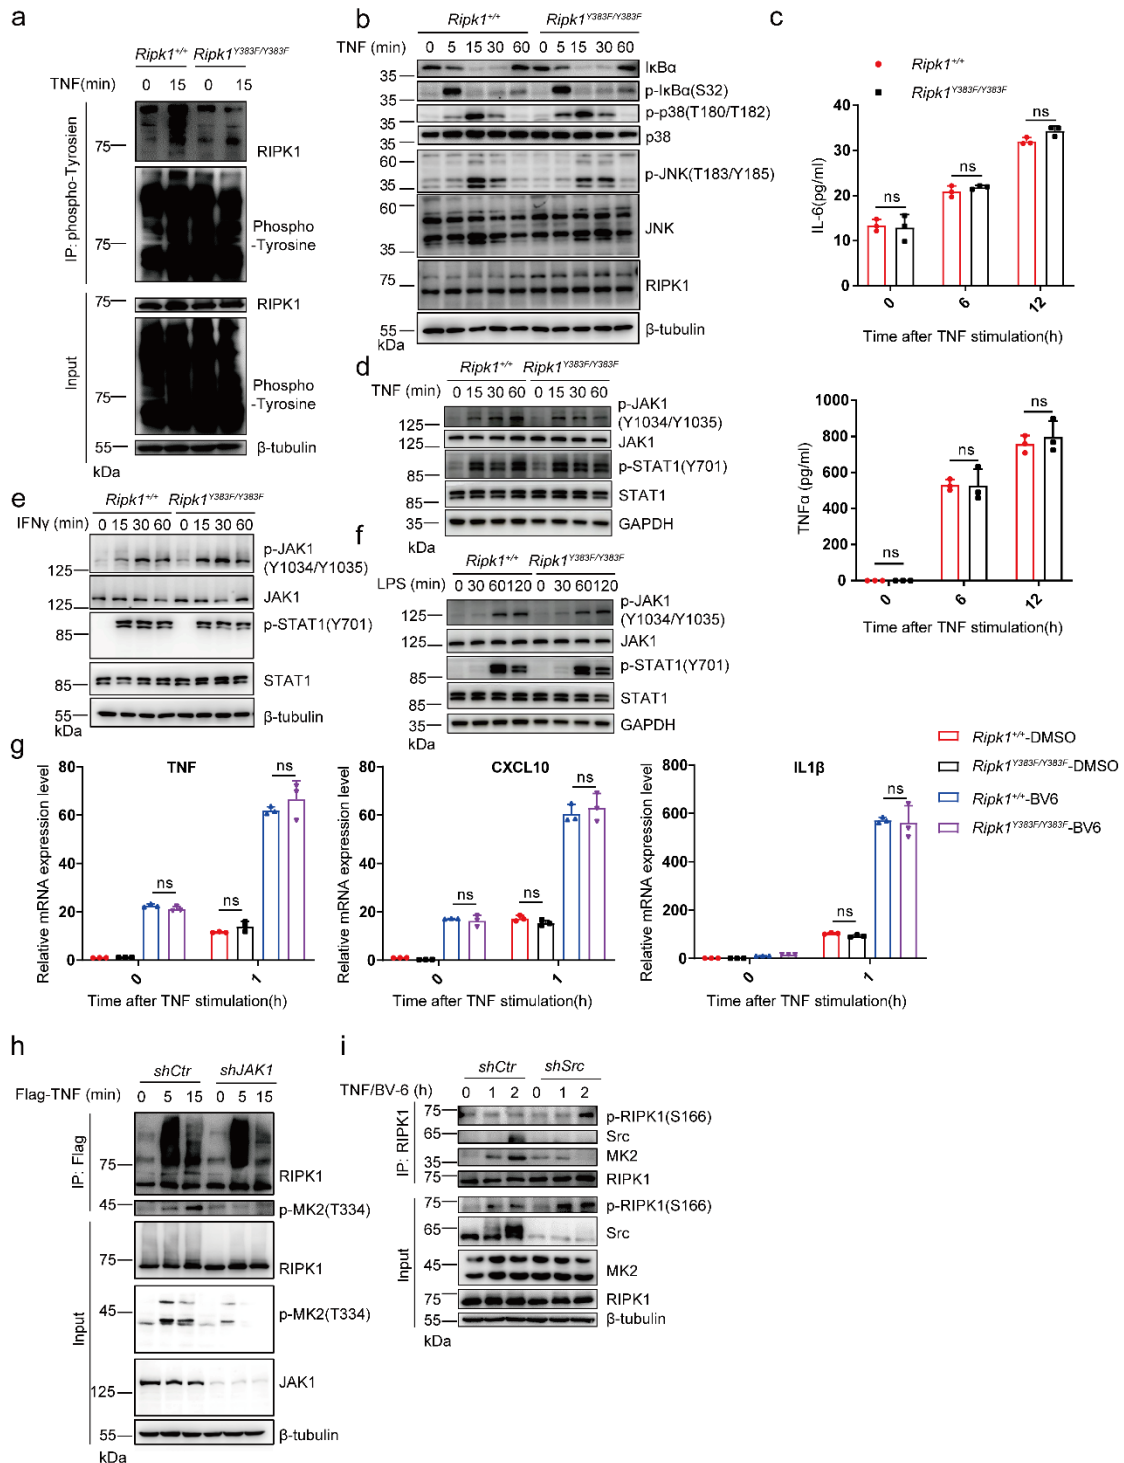 a
Ripk1+/+ Ripk1Y383F/Y383F
TNF(min) 0 15 0 15
IP: phospho-Tyrosien
75
RIPK1
75
Phospho
-Tyrosine
Input
75
RIPK1
75
Phospho
-Tyrosine
55
β-tubulin
kDa
b
Ripk1+/+ Ripk1Y383F/Y383F
TNF (min) 0 5 15 30 60 0 5 15 30 60
35
IκBα
35
p-IκBα(S32)
35
p-p38(T180/T182)
35
p38
60
35
p-JNK(T183/Y185)
60
35
JNK
75
RIPK1
55
β-tubulin
kDa
c
Ripk1+/+
Ripk1Y383F/Y383F
IL-6(pg/ml)
40
30
20
10
0
ns
ns
ns
0 6 12
Time after TNF stimulation(h)
TNFα (pg/ml)
1000
800
600
400
200
0
ns
ns
ns
0 6 12
Time after TNF stimulation(h)
d
Ripk1+/+ Ripk1Y383F/Y383F
TNF (min) 0 15 30 60 0 15 30 60
125
p-JAK1
(Y1034/Y1035)
125
JAK1
85
p-STAT1(Y701)
85
STAT1
35
GAPDH
kDa
e
Ripk1+/+ Ripk1Y383F/Y383F
IFNγ (min) 0 15 30 60 0 15 30 60
125
p-JAK1
(Y1034/Y1035)
125
JAK1
85
p-STAT1(Y701)
85
STAT1
55
β-tubulin
kDa
f
Ripk1+/+ Ripk1Y383F/Y383F
LPS (min) 0 30 60 120 0 30 60 120
125
p-JAK1
(Y1034/Y1035)
125
JAK1
85
p-STAT1(Y701)
85
STAT1
35
GAPDH
kDa
g
TNF
Relative mRNA expression level
80
60
40
20
0
ns
ns
ns
0 1
Time after TNF stimulation(h)
CXCL10
Relative mRNA expression level
80
60
40
20
0
ns
ns
ns
0 1
Time after TNF stimulation(h)
IL1β
Relative mRNA expression level
800
600
400
200
0
ns
ns
0 1
Time after TNF stimulation(h)
Ripk1+/+-DMSO
Ripk1Y383F/Y383F-DMSO
Ripk1+/+-BV6
Ripk1Y383F/Y383F-BV6
h
shCtr shJAK1
Flag-TNF (min) 0 5 15 0 5 15
IP: Flag
75
RIPK1
45
p-MK2(T334)
Input
75
RIPK1
45
p-MK2(T334)
125
JAK1
55
β-tubulin
kDa
i
shCtr shSrc
TNF/BV-6 (h) 0 1 2 0 1 2
IP: RIPK1
75
p-RIPK1(S166)
65
Src
35
MK2
75
RIPK1
Input
75
p-RIPK1(S166)
65
Src
MK2
75
RIPK1
55
β-tubulin
kDa